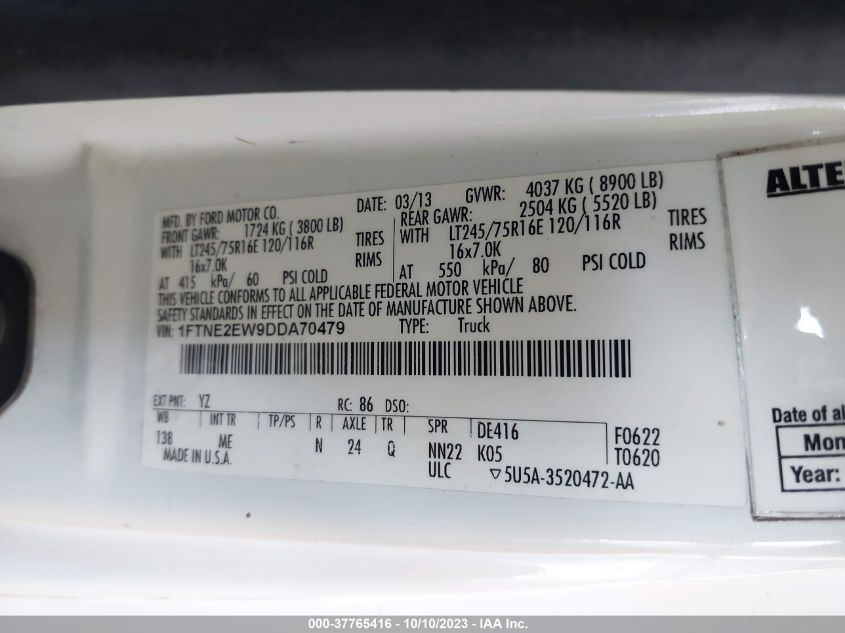 MFD. BY FORD MOTOR CO.
DATE: 03/13 GVWR: 4037 KG ( 8900 LB)
FRONT GAWR: 1724 KG ( 3800 LB)
REAR GAWR: 2504 KG ( 5520 LB)
WITH LT245/75R16E 120/116R TIRES
WITH LT245/75R16E 120/116R TIRES
16x7.0K RIMS
16x7.0K RIMS
AT 415 kPa/ 60 PSI COLD
AT 550 kPa/ 80 PSI COLD
THIS VEHICLE CONFORMS TO ALL APPLICABLE FEDERAL MOTOR VEHICLE
SAFETY STANDARDS IN EFFECT ON THE DATE OF MANUFACTURE SHOWN ABOVE.
VIN: 1FTNE2EW9DDA70479 TYPE: Truck
EXT PNT: YZ RC: 86 DSO:
WB INT TR TP/PS R AXLE TR SPR DE416 F0622
138 ME N 24 Q NN22 K05 T0620
MADE IN U.S.A. ULC ▽5U5A-3520472-AA
ALTE
Date of al
Mon
Year:
000-37765416 - 10/10/2023 - IAA Inc.